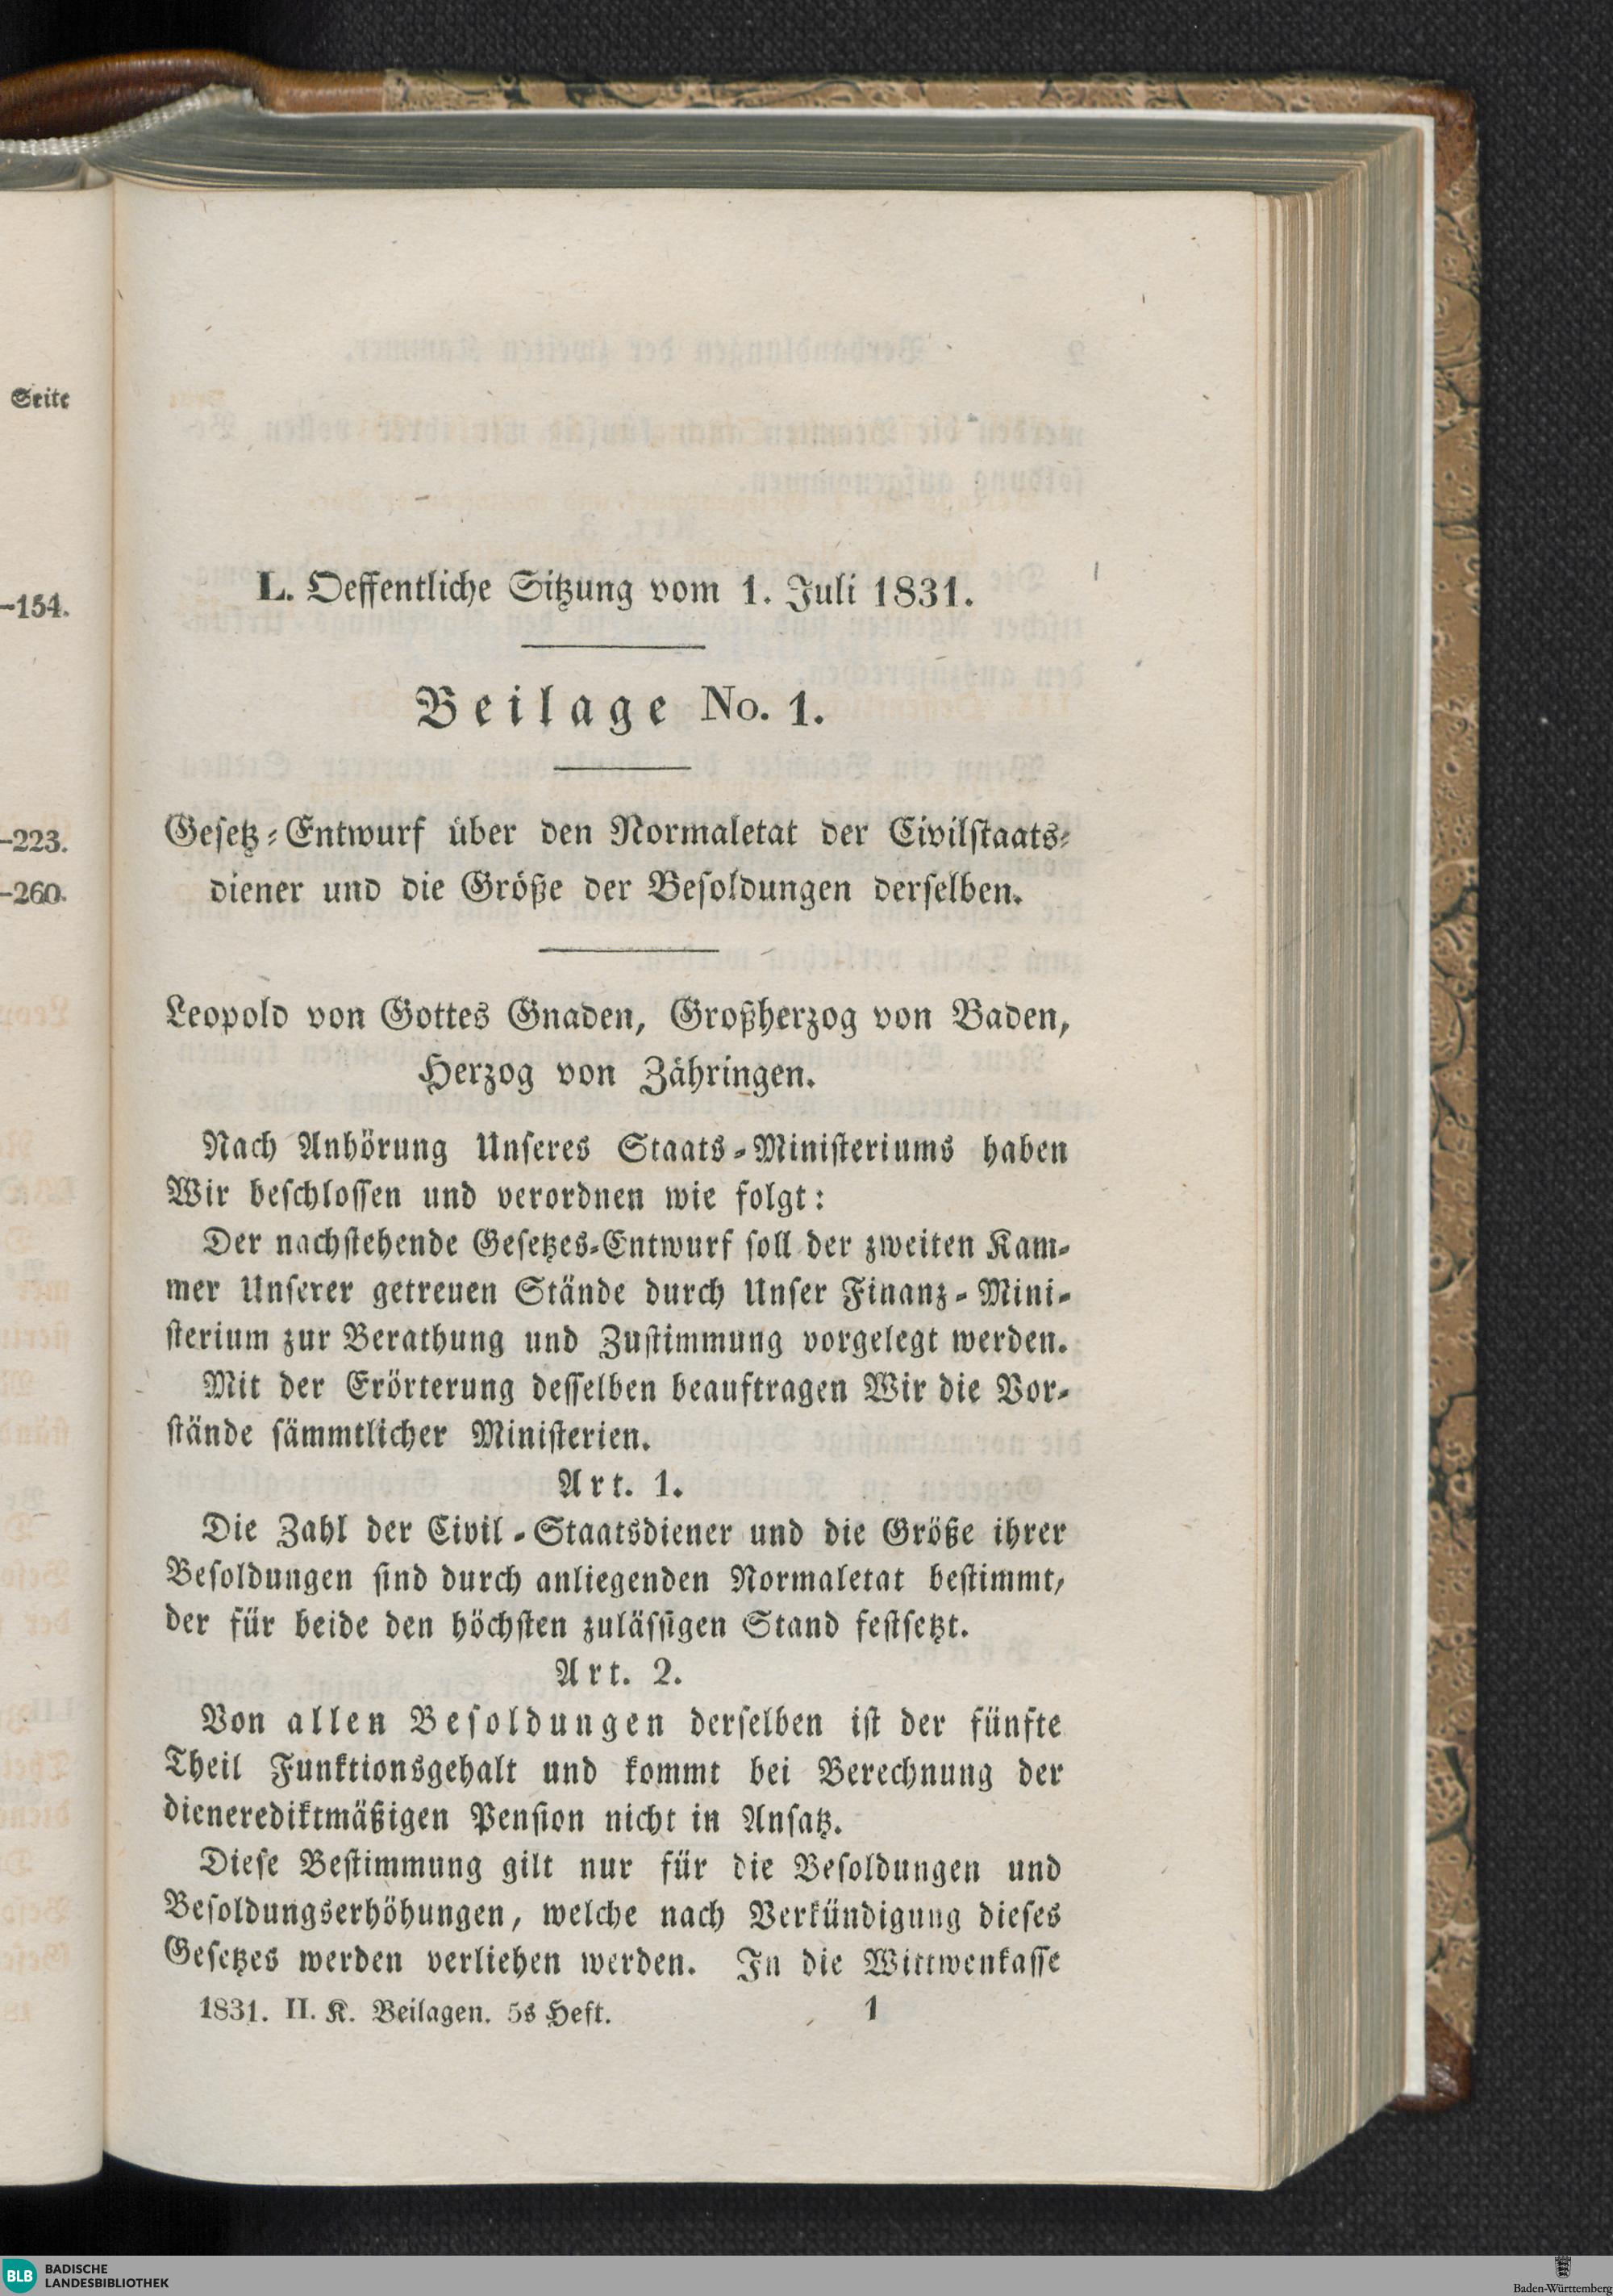 Seite
–154.
–223.
–260.
L. Oeffentliche Sitzung vom 1. Juli 1831.
Beilage No. 1.
Gesetz-Entwurf über den Normaletat der Civilstaats-
diener und die Größe der Besoldungen derselben.
Leopold von Gottes Gnaden, Großherzog von Baden,
Herzog von Zähringen.
Nach Anhörung Unseres Staats-Ministeriums haben
Wir beschlossen und verordnen wie folgt:
Der nachstehende Gesetzes-Entwurf soll der zweiten Kam-
mer Unserer getreuen Stände durch Unser Finanz-Mini-
sterium zur Berathung und Zustimmung vorgelegt werden.
Mit der Erörterung desselben beauftragen Wir die Vor-
stände sämmtlicher Ministerien.
Art. 1.
Die Zahl der Civil-Staatsdiener und die Größe ihrer
Besoldungen sind durch anliegenden Normaletat bestimmt,
der für beide den höchsten zulässigen Stand festsetzt.
Art. 2.
Von allen Besoldungen derselben ist der fünfte
Theil Funktionsgehalt und kommt bei Berechnung der
dienerediktmäßigen Pension nicht in Ansatz.
Diese Bestimmung gilt nur für die Besoldungen und
Besoldungserhöhungen, welche nach Verkündigung dieses
Gesetzes werden verliehen werden. In die Wittwenkasse
1831. II. K. Beilagen. 5s Heft. 1
BLB BADISCHE
LANDESBIBLIOTHEK
Baden-Württemberg